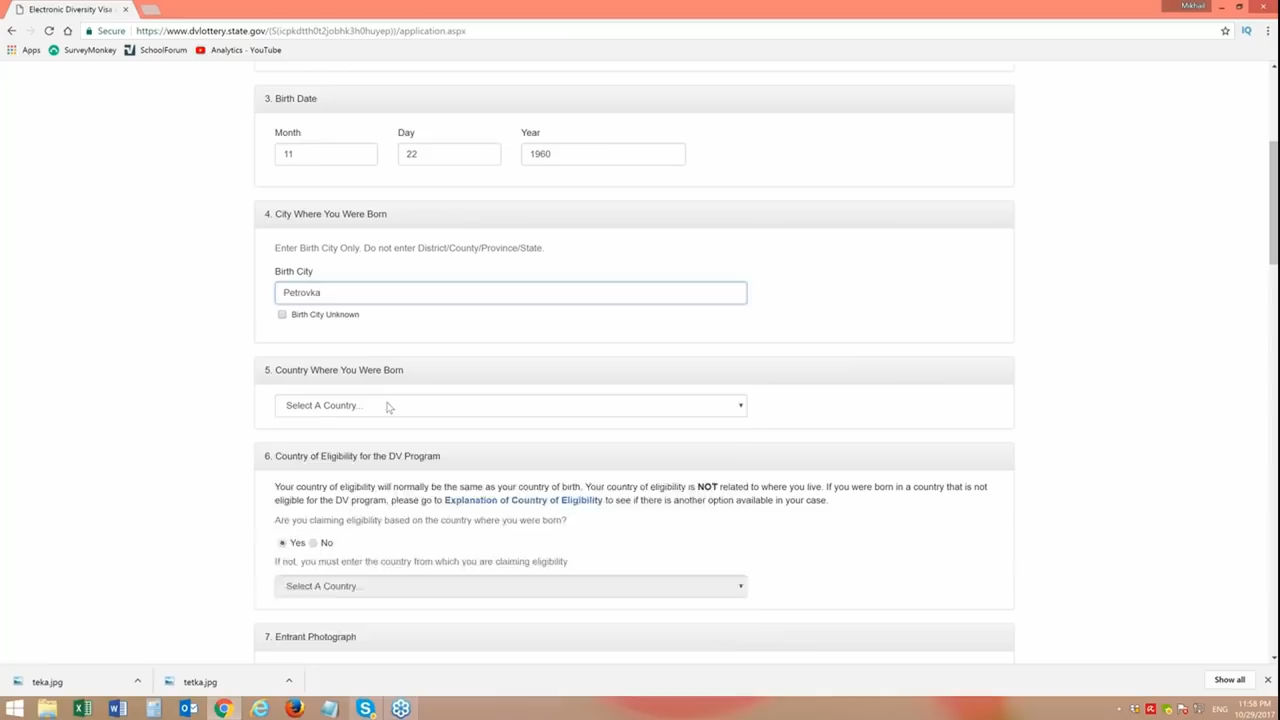 Electronic Diversity Visa
Mikhail
Secure
https://www.dvlottery.state.gov/(S(icpkdtth0t2jobhk3h0huyep))/application.aspx
Apps
SurveyMonkey
SchoolForum
Analytics - YouTube
3. Birth Date
Month
Day
Year
11
22
1960
4. City Where You Were Born
Enter Birth City Only. Do not enter District/County/Province/State.
Birth City
Petrovka
Birth City Unknown
5. Country Where You Were Born
Select A Country...
6. Country of Eligibility for the DV Program
Your country of eligibility will normally be the same as your country of birth. Your country of eligibility is NOT related to where you live. If you were born in a country that is not
eligible for the DV program, please go to Explanation of Country of Eligibility to see if there is another option available in your case.
Are you claiming eligibility based on the country where you were born?
Yes No
If not, you must enter the country from which you are claiming eligibility
Select A Country...
7. Entrant Photograph
teka.jpg
tetka.jpg
Show all
ENG
11:58 PM
10/29/2017